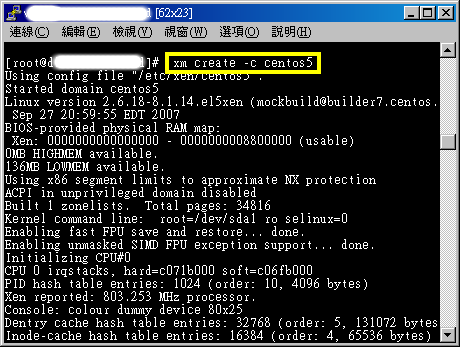 [62x23]
連線(C) 編輯(E) 檢視(V) 視窗(W) 選項(O) 說明(H)
[root@d ]# xm create -c centos5
Using config file "/etc/xen/centos5".
Started domain centos5
Linux version 2.6.18-8.1.14.el5xen (mockbuild@builder7.centos.
Sep 27 20:59:55 EDT 2007
BIOS-provided physical RAM map:
Xen: 0000000000000000 - 0000000008800000 (usable)
0MB HIGHMEM available.
136MB LOWMEM available.
Using x86 segment limits to approximate NX protection
ACPI in unprivileged domain disabled
Built 1 zonelists.  Total pages: 34816
Kernel command line:  root=/dev/sda1 ro selinux=0
Enabling fast FPU save and restore... done.
Enabling unmasked SIMD FPU exception support... done.
Initializing CPU#0
CPU 0 irqstacks, hard=c071b000 soft=c06fb000
PID hash table entries: 1024 (order: 10, 4096 bytes)
Xen reported: 803.253 MHz processor.
Console: colour dummy device 80x25
Dentry cache hash table entries: 32768 (order: 5, 131072 bytes
Inode-cache hash table entries: 16384 (order: 4, 65536 bytes)